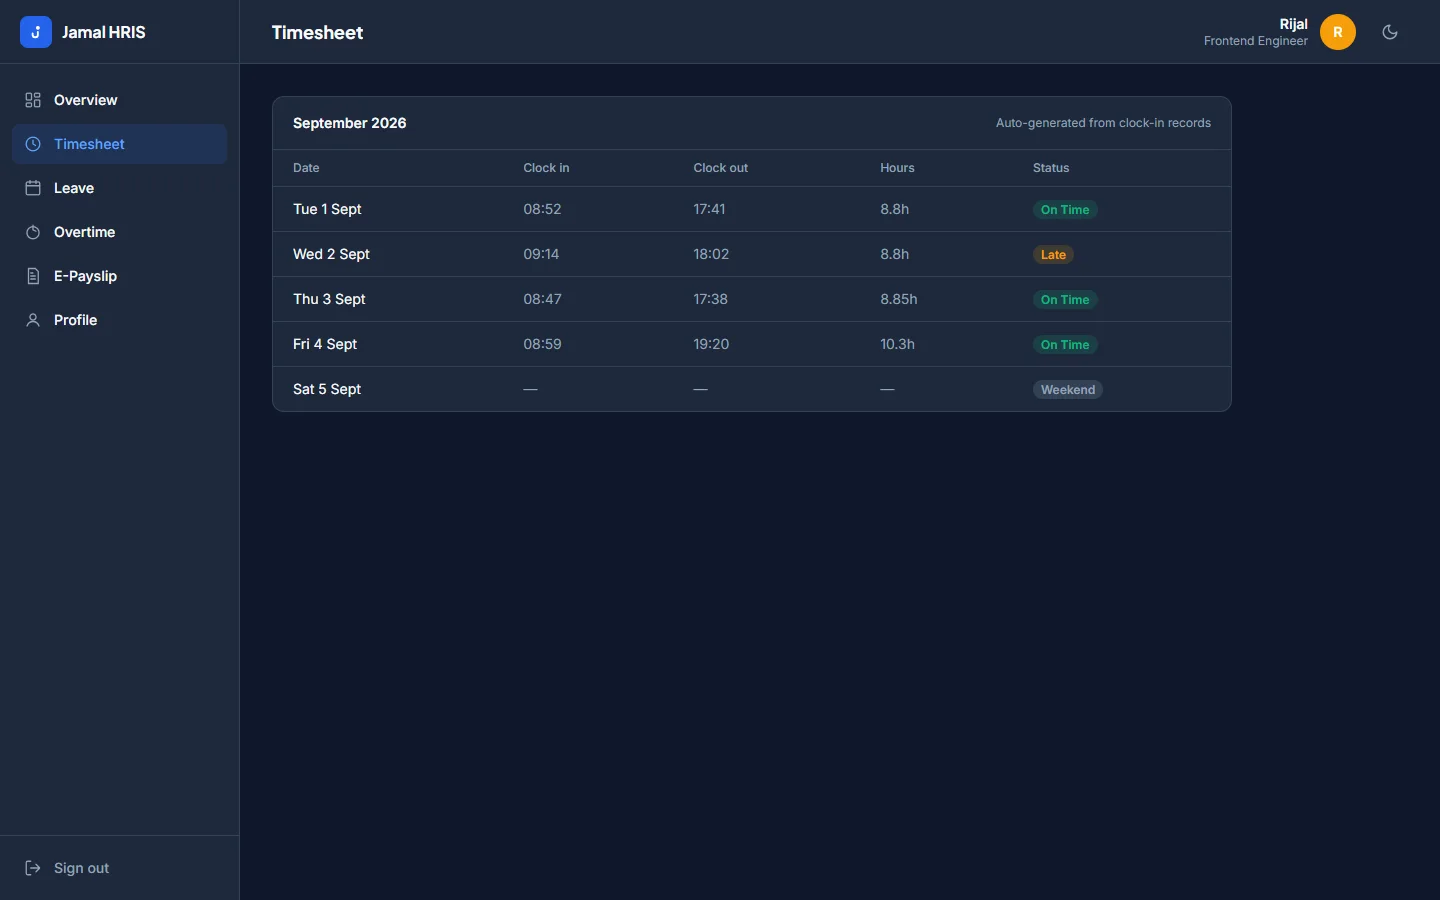 Jamal HRIS
Timesheet
Rijal
Frontend Engineer
R
Overview
Timesheet
Leave
Overtime
E-Payslip
Profile
Sign out
September 2026
Auto-generated from clock-in records
Date Clock in Clock out Hours Status
Tue 1 Sept 08:52 17:41 8.8h On Time
Wed 2 Sept 09:14 18:02 8.8h Late
Thu 3 Sept 08:47 17:38 8.85h On Time
Fri 4 Sept 08:59 19:20 10.3h On Time
Sat 5 Sept — — — Weekend